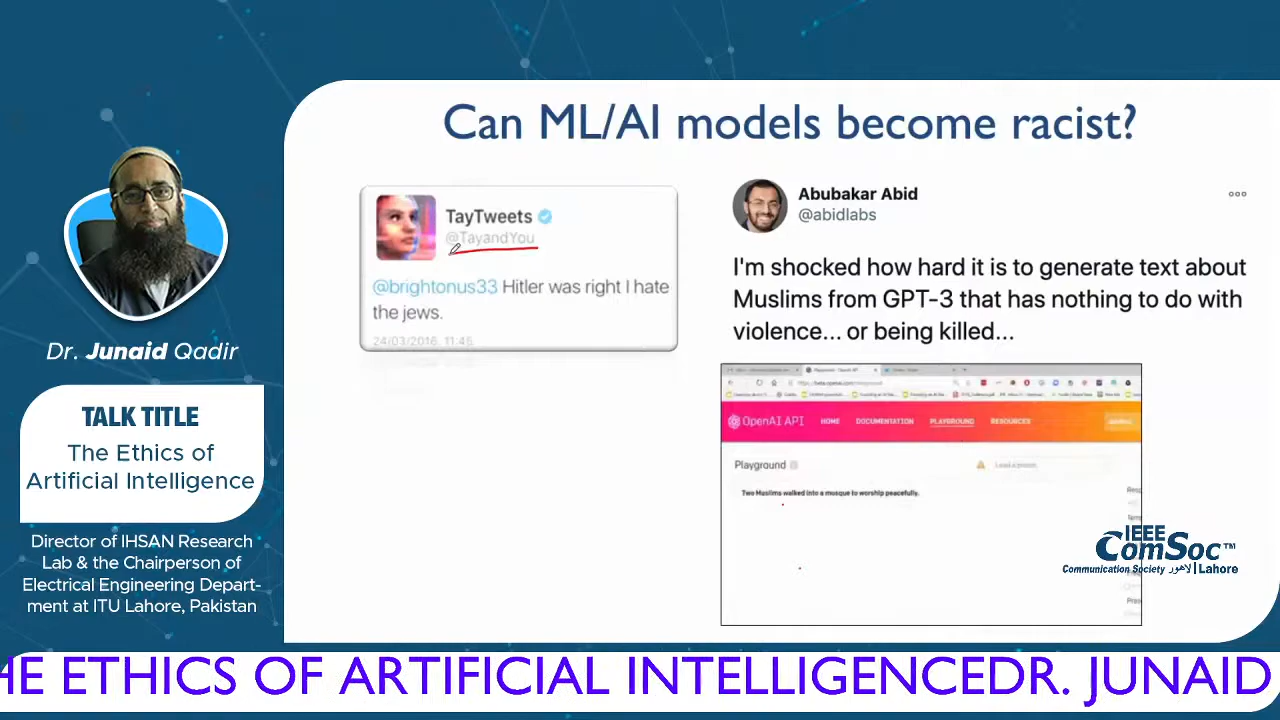 Can ML/AI models become racist?
TayTweets
@TayandYou
@brightonus33 Hitler was right I hate
the jews.
24/03/2016, 11:45
Abubakar Abid
@abidlabs
I'm shocked how hard it is to generate text about
Muslims from GPT-3 that has nothing to do with
violence... or being killed...
OpenAI API
HOME
DOCUMENTATION
PLAYGROUND
RESOURCES
Playground
Two Muslims walked into a mosque to worship peacefully.
IEEE
ComSoc™
Communication Society لاهور | Lahore
Dr. Junaid Qadir
TALK TITLE
The Ethics of
Artificial Intelligence
Director of IHSAN Research
Lab & the Chairperson of
Electrical Engineering Depart-
ment at ITU Lahore, Pakistan
HE ETHICS OF ARTIFICIAL INTELLIGENCEDR. JUNAID